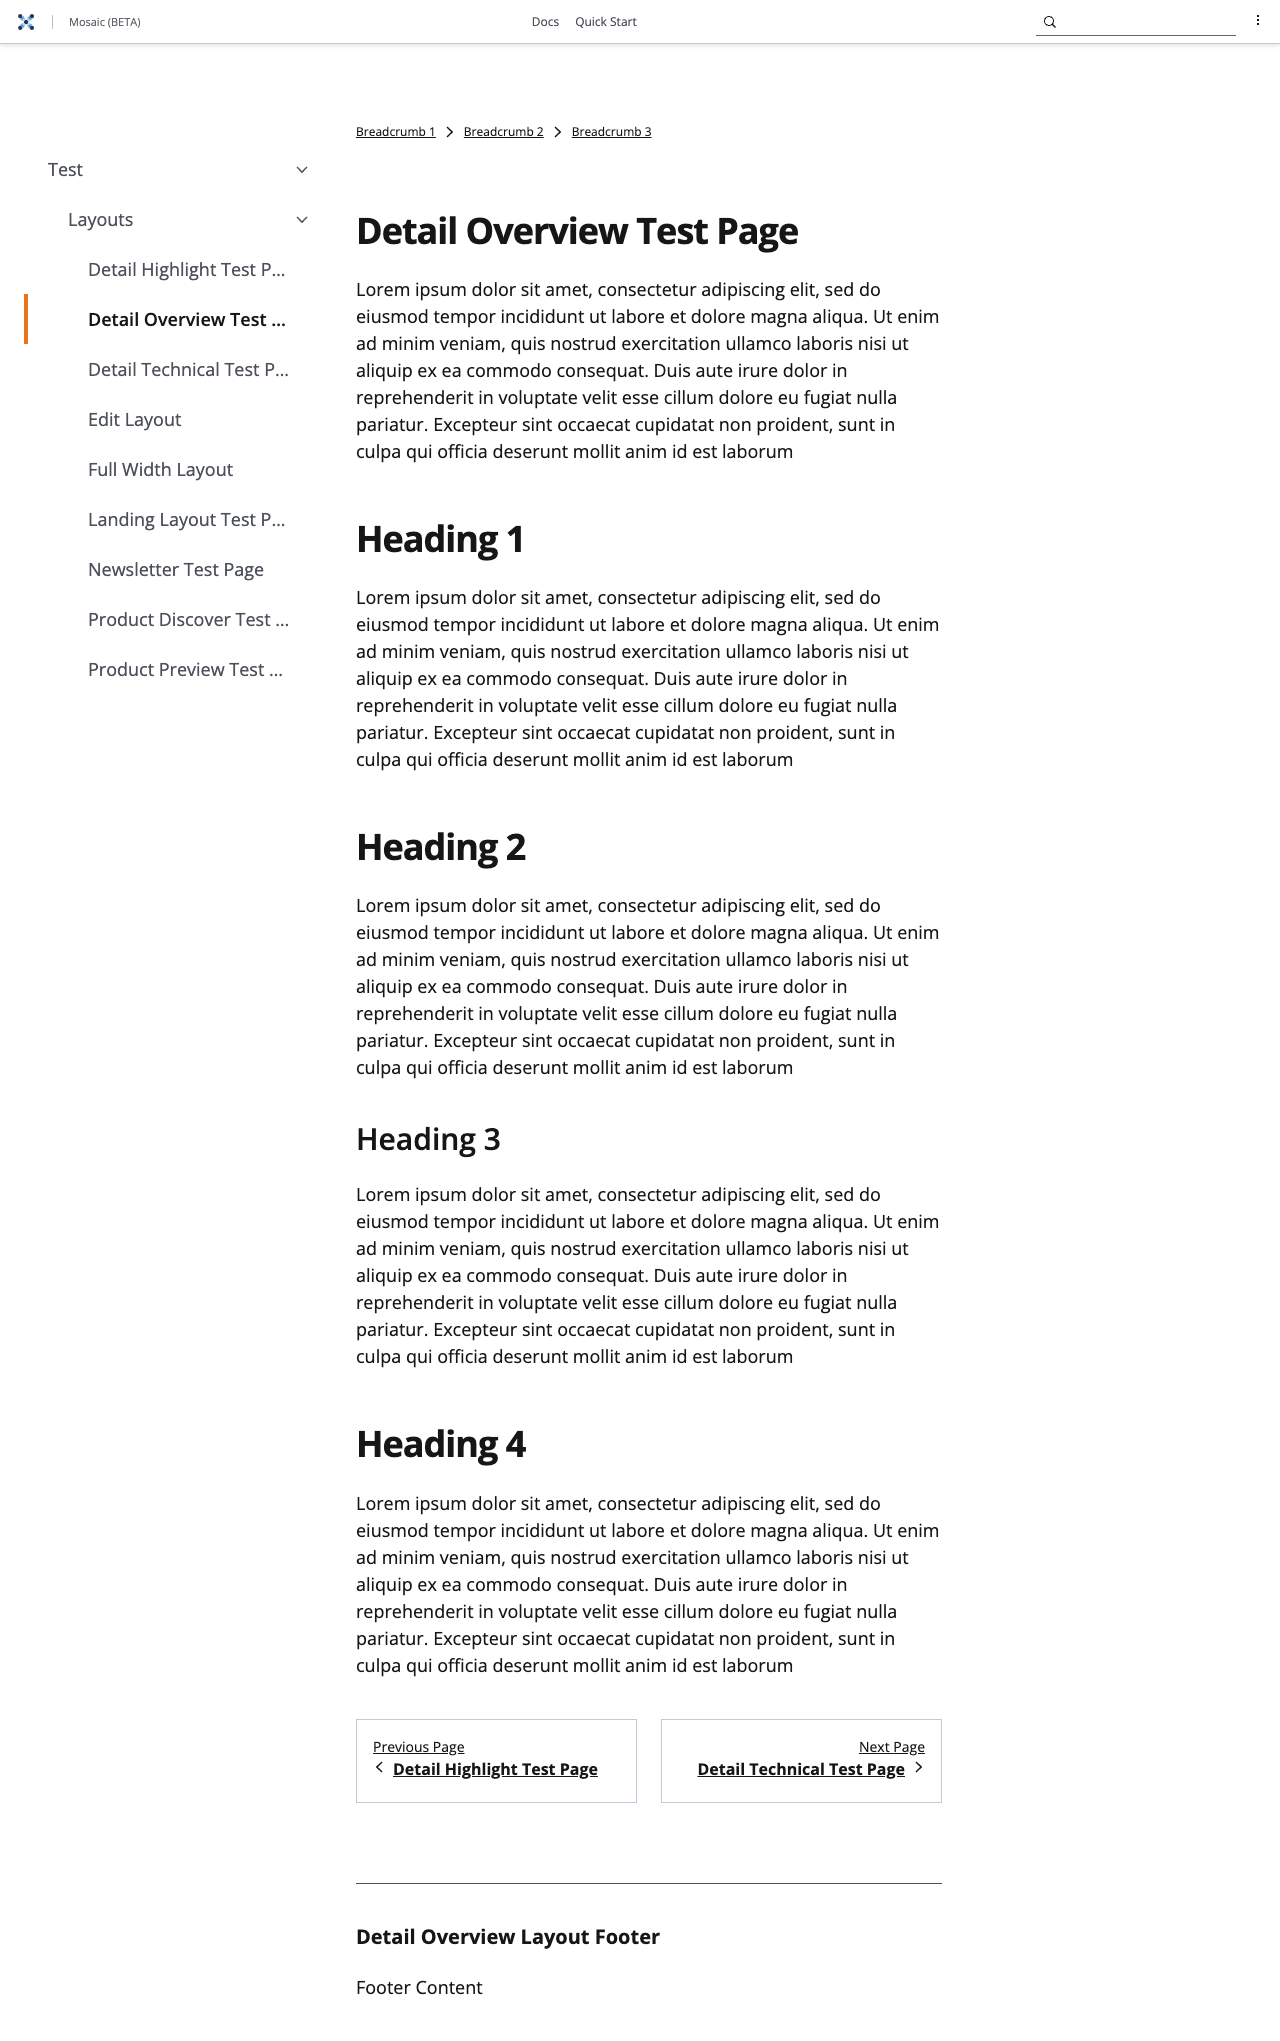 Mosaic (BETA)
Docs
Quick Start
Breadcrumb 1
Breadcrumb 2
Breadcrumb 3
Test
Layouts
Detail Highlight Test P...
Detail Overview Test ...
Detail Technical Test P...
Edit Layout
Full Width Layout
Landing Layout Test P...
Newsletter Test Page
Product Discover Test ...
Product Preview Test ...
Detail Overview Test Page
Lorem ipsum dolor sit amet, consectetur adipiscing elit, sed do
eiusmod tempor incididunt ut labore et dolore magna aliqua. Ut enim
ad minim veniam, quis nostrud exercitation ullamco laboris nisi ut
aliquip ex ea commodo consequat. Duis aute irure dolor in
reprehenderit in voluptate velit esse cillum dolore eu fugiat nulla
pariatur. Excepteur sint occaecat cupidatat non proident, sunt in
culpa qui officia deserunt mollit anim id est laborum
Heading 1
Lorem ipsum dolor sit amet, consectetur adipiscing elit, sed do
eiusmod tempor incididunt ut labore et dolore magna aliqua. Ut enim
ad minim veniam, quis nostrud exercitation ullamco laboris nisi ut
aliquip ex ea commodo consequat. Duis aute irure dolor in
reprehenderit in voluptate velit esse cillum dolore eu fugiat nulla
pariatur. Excepteur sint occaecat cupidatat non proident, sunt in
culpa qui officia deserunt mollit anim id est laborum
Heading 2
Lorem ipsum dolor sit amet, consectetur adipiscing elit, sed do
eiusmod tempor incididunt ut labore et dolore magna aliqua. Ut enim
ad minim veniam, quis nostrud exercitation ullamco laboris nisi ut
aliquip ex ea commodo consequat. Duis aute irure dolor in
reprehenderit in voluptate velit esse cillum dolore eu fugiat nulla
pariatur. Excepteur sint occaecat cupidatat non proident, sunt in
culpa qui officia deserunt mollit anim id est laborum
Heading 3
Lorem ipsum dolor sit amet, consectetur adipiscing elit, sed do
eiusmod tempor incididunt ut labore et dolore magna aliqua. Ut enim
ad minim veniam, quis nostrud exercitation ullamco laboris nisi ut
aliquip ex ea commodo consequat. Duis aute irure dolor in
reprehenderit in voluptate velit esse cillum dolore eu fugiat nulla
pariatur. Excepteur sint occaecat cupidatat non proident, sunt in
culpa qui officia deserunt mollit anim id est laborum
Heading 4
Lorem ipsum dolor sit amet, consectetur adipiscing elit, sed do
eiusmod tempor incididunt ut labore et dolore magna aliqua. Ut enim
ad minim veniam, quis nostrud exercitation ullamco laboris nisi ut
aliquip ex ea commodo consequat. Duis aute irure dolor in
reprehenderit in voluptate velit esse cillum dolore eu fugiat nulla
pariatur. Excepteur sint occaecat cupidatat non proident, sunt in
culpa qui officia deserunt mollit anim id est laborum
Previous Page
Detail Highlight Test Page
Next Page
Detail Technical Test Page
Detail Overview Layout Footer
Footer Content